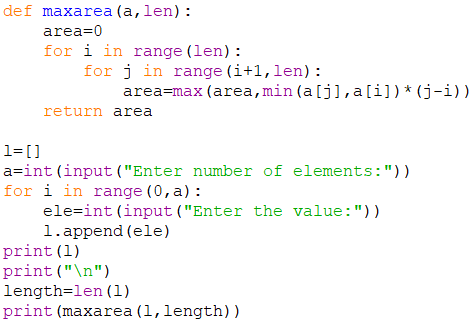 def maxarea(a,len):
    area=0
    for i in range(len):
        for j in range(i+1,len):
            area=max(area,min(a[j],a[i])*(j-i))
    return area

l=[]
a=int(input("Enter number of elements:"))
for i in range(0,a):
    ele=int(input("Enter the value:"))
    l.append(ele)
print(l)
print("\n")
length=len(l)
print(maxarea(l,length))